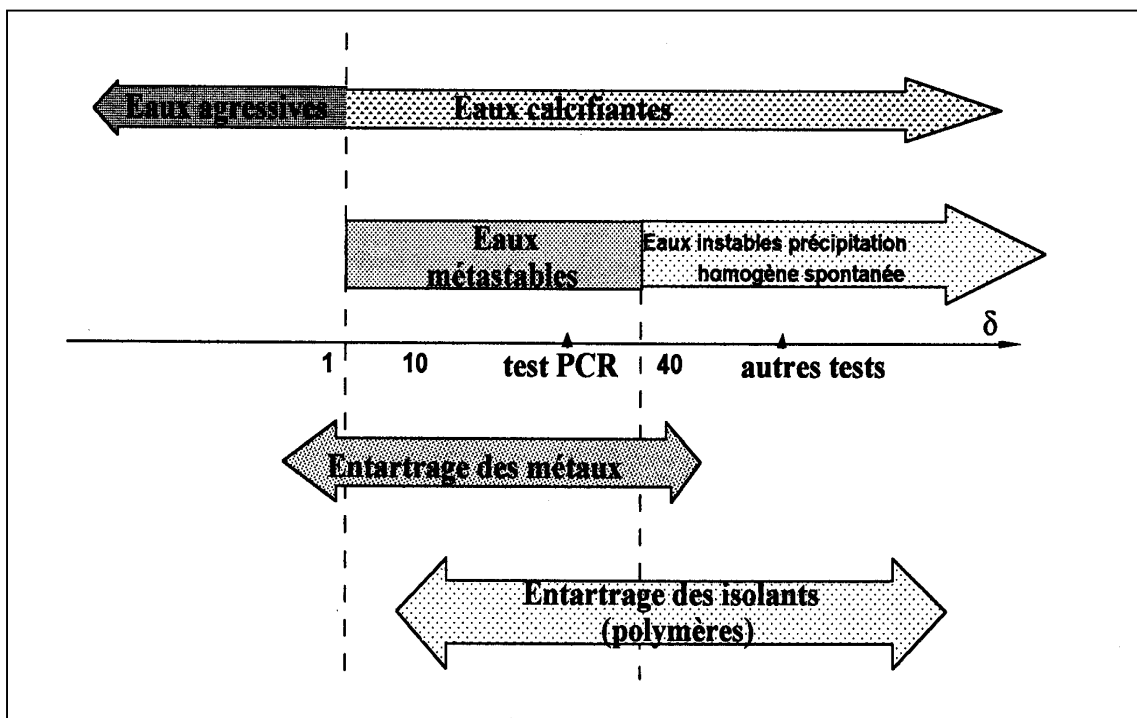 Eaux agressives
Eaux calcifiantes
Eaux
métastables
Eaux instables précipitation
homogène spontanée
δ
1
10
test PCR
40
autres tests
Entartrage des métaux
Entartrage des isolants
(polymères)